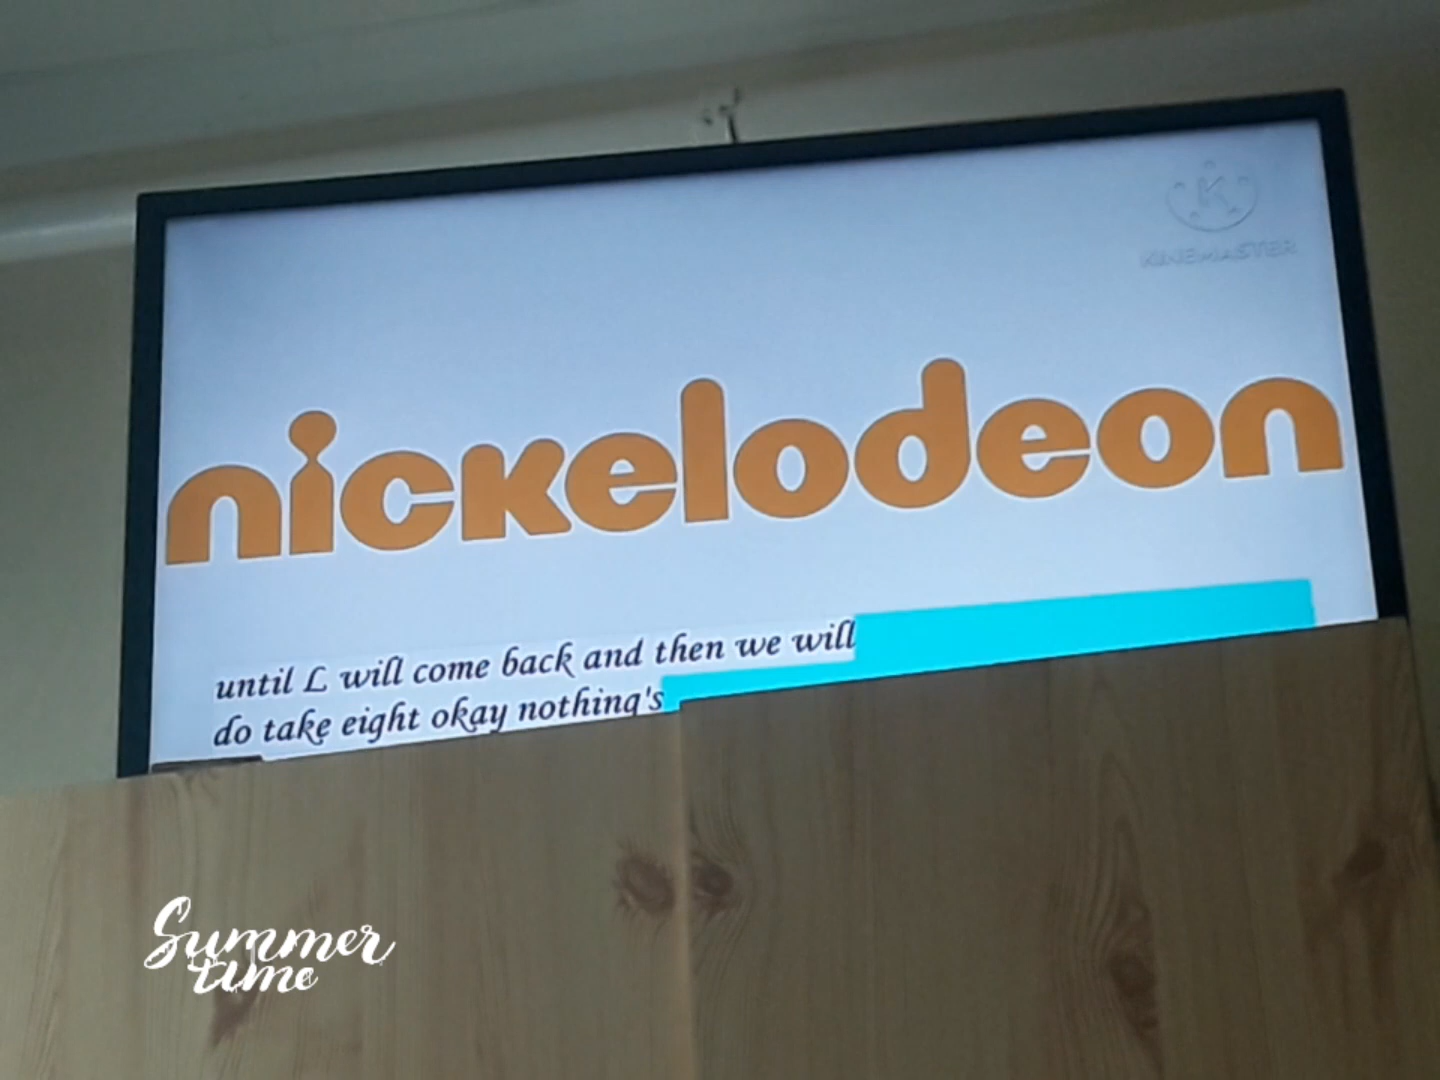 KINEMASTER
nickelodeon
until L will come back and then we will
do take eight okay nothing's
Summer
time